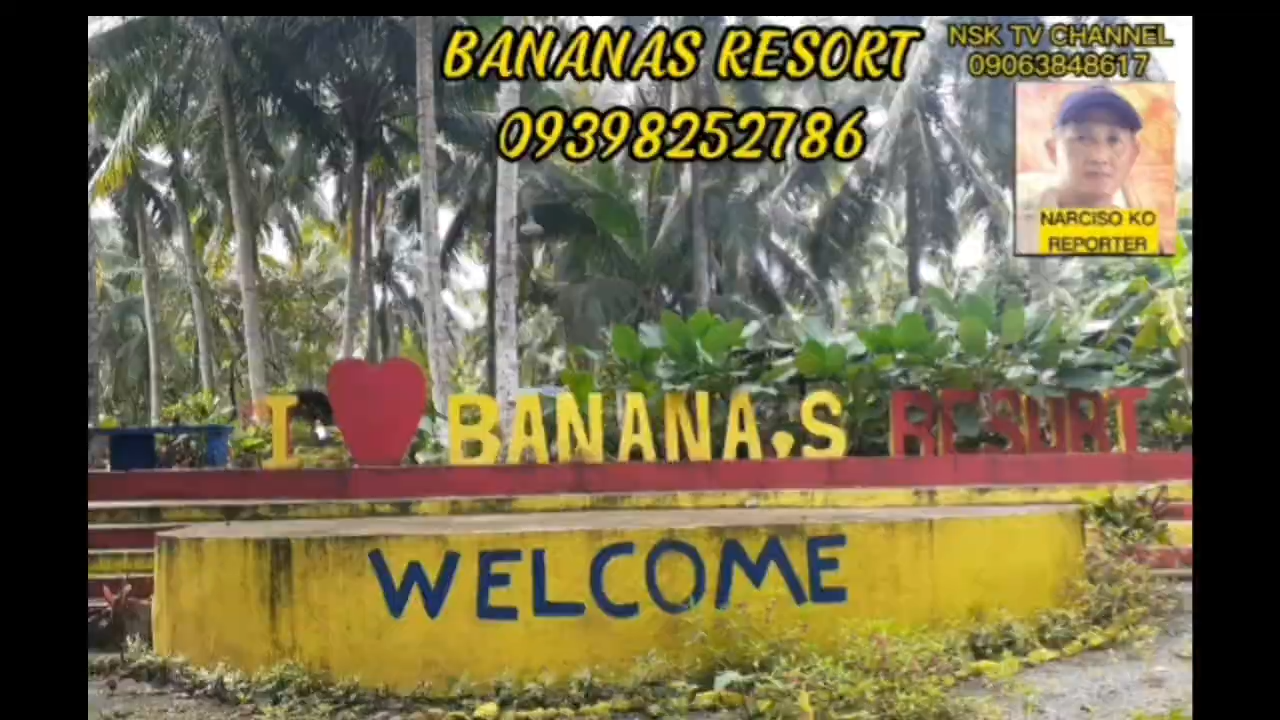 BANANAS RESORT
09398252786
NSK TV CHANNEL
09063848617
NARCISO KO
REPORTER
I BANANA,S RESORT
WELCOME